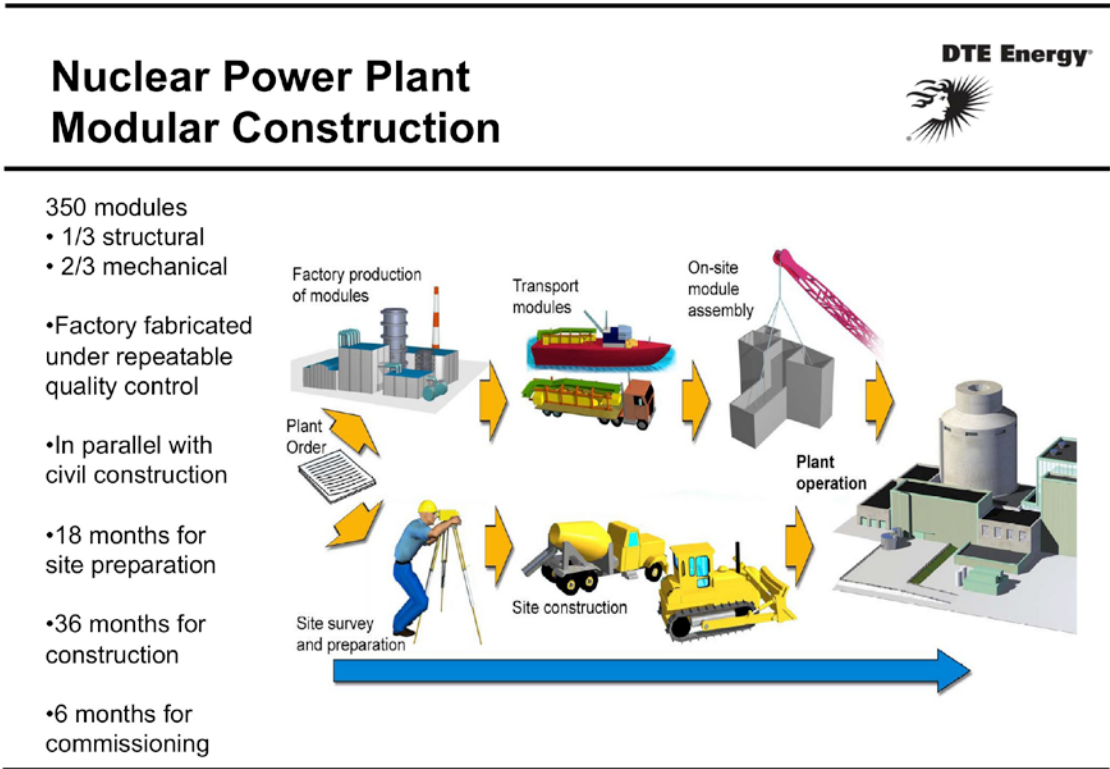 Nuclear Power Plant
Modular Construction
DTE Energy®
350 modules
• 1/3 structural
• 2/3 mechanical
•Factory fabricated
under repeatable
quality control
•In parallel with
civil construction
•18 months for
site preparation
•36 months for
construction
•6 months for
commissioning
Factory production
of modules
Transport
modules
On-site
module
assembly
Plant
Order
Plant
operation
Site survey
and preparation
Site construction